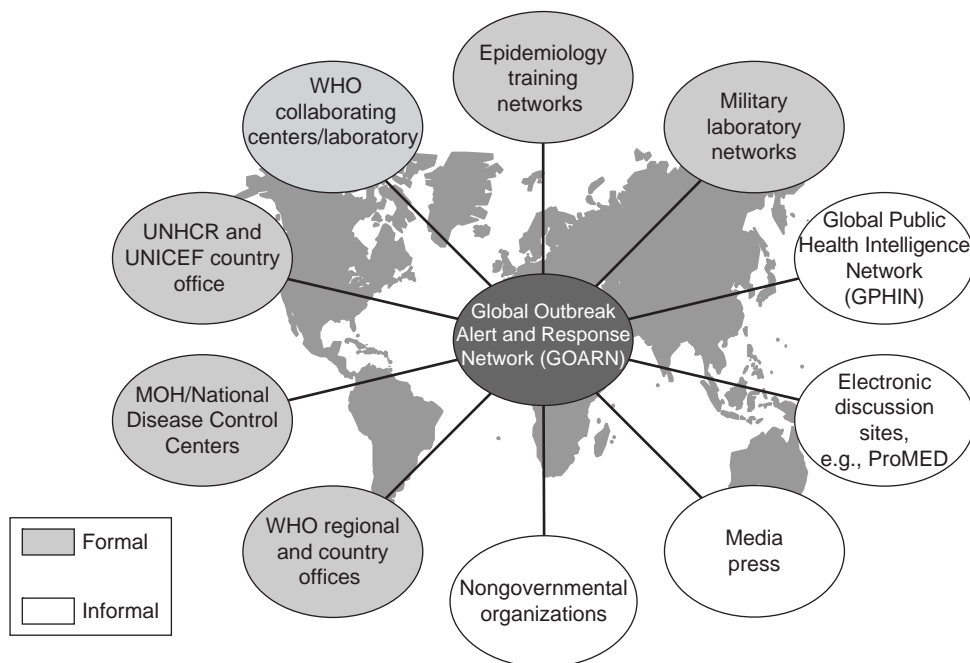 Epidemiology
training
networks
WHO
collaborating
centers/laboratory
Military
laboratory
networks
UNHCR and
UNICEF country
office
Global Public
Health Intelligence
Network
(GPHIN)
Global Outbreak
Alert and Response
Network (GOARN)
MOH/National
Disease Control
Centers
Electronic
discussion
sites,
e.g., ProMED
WHO regional
and country
offices
Media
press
Nongovernmental
organizations
Formal
Informal